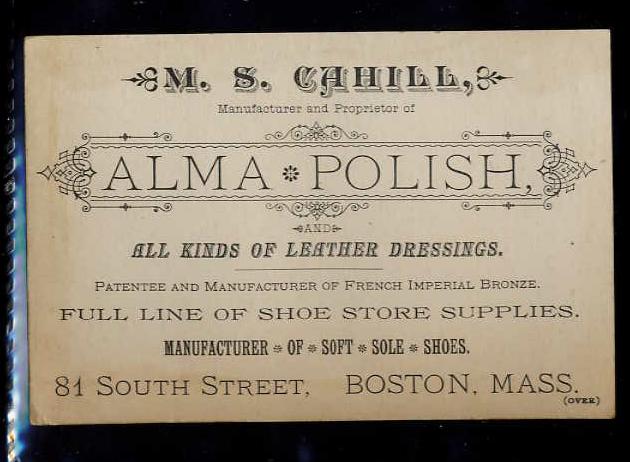 M. S. CAHILL,
Manufacturer and Proprietor of
ALMA * POLISH,
AND
ALL KINDS OF LEATHER DRESSINGS.
PATENTEE AND MANUFACTURER OF FRENCH IMPERIAL BRONZE.
FULL LINE OF SHOE STORE SUPPLIES.
MANUFACTURER * OF * SOFT * SOLE * SHOES.
81 SOUTH STREET, BOSTON, MASS.
(OVER)